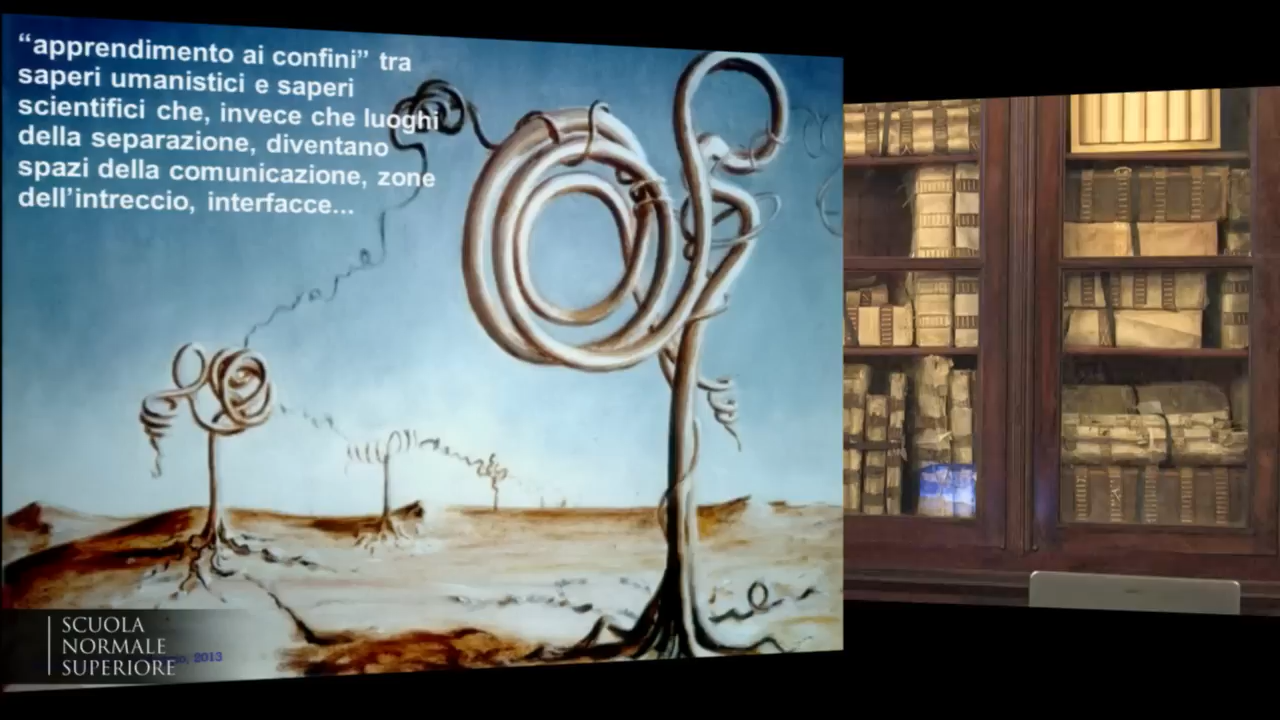 “apprendimento ai confini” tra
saperi umanistici e saperi
scientifici che, invece che luoghi
della separazione, diventano
spazi della comunicazione, zone
dell’intreccio, interfacce...
SCUOLA
NORMALE
SUPERIORE
2013